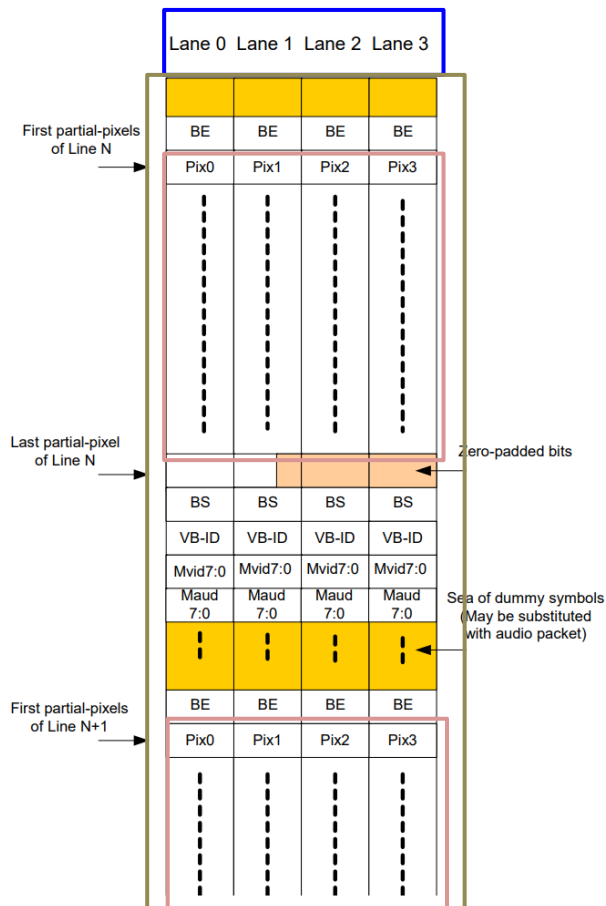 Lane 0 Lane 1 Lane 2 Lane 3
First partial-pixels
of Line N
BE BE BE BE
Pix0 Pix1 Pix2 Pix3
Last partial-pixel
of Line N
Zero-padded bits
BS BS BS BS
VB-ID VB-ID VB-ID VB-ID
Mvid7:0 Mvid7:0 Mvid7:0 Mvid7:0
Maud Maud Maud Maud
7:0 7:0 7:0 7:0
Sea of dummy symbols
(May be substituted
with audio packet)
First partial-pixels
of Line N+1
BE BE BE BE
Pix0 Pix1 Pix2 Pix3